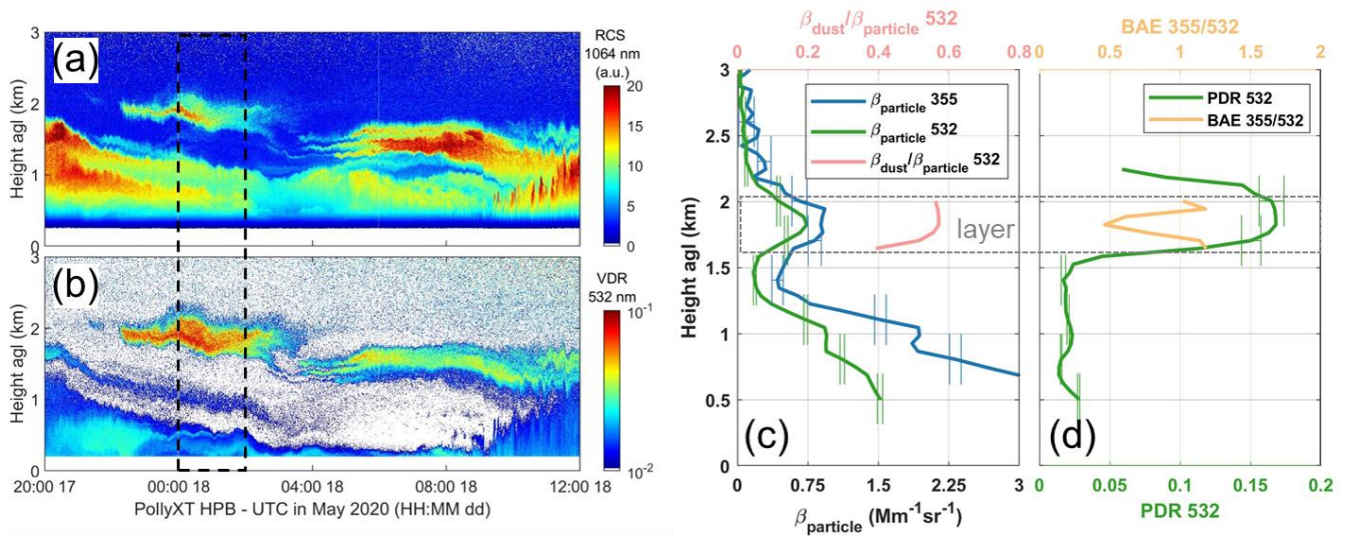 (a)
3
2
1
0
Height agl (km)
RCS
1064 nm
(a.u.)
20
15
10
5
0
(b)
3
2
1
0
Height agl (km)
VDR
532 nm
10-1
10-2
20:00 17
00:00 18
04:00 18
08:00 18
12:00 18
PollyXT HPB - UTC in May 2020 (HH:MM dd)
βdust/βparticle 532
0 0.2 0.4 0.6 0.8
3
2.5
2
1.5
1
0.5
0
Height agl (km)
βparticle 355
βparticle 532
βdust/βparticle 532
layer
(c)
0 0.75 1.5 2.25 3
βparticle (Mm-1sr-1)
BAE 355/532
0 0.5 1 1.5 2
PDR 532
BAE 355/532
(d)
0 0.05 0.1 0.15 0.2
PDR 532